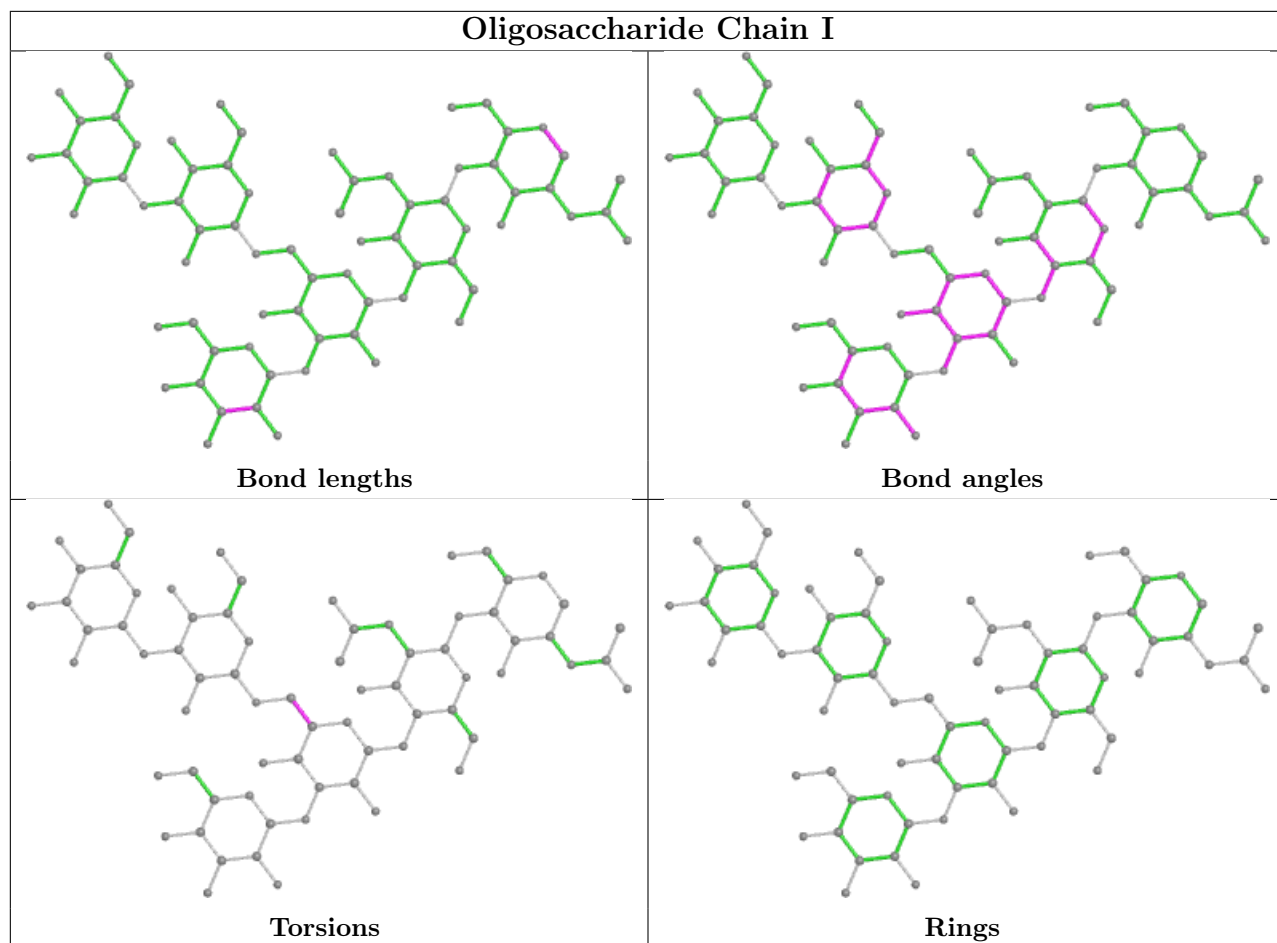 Oligosaccharide Chain I
Bond lengths
Bond angles
Torsions
Rings